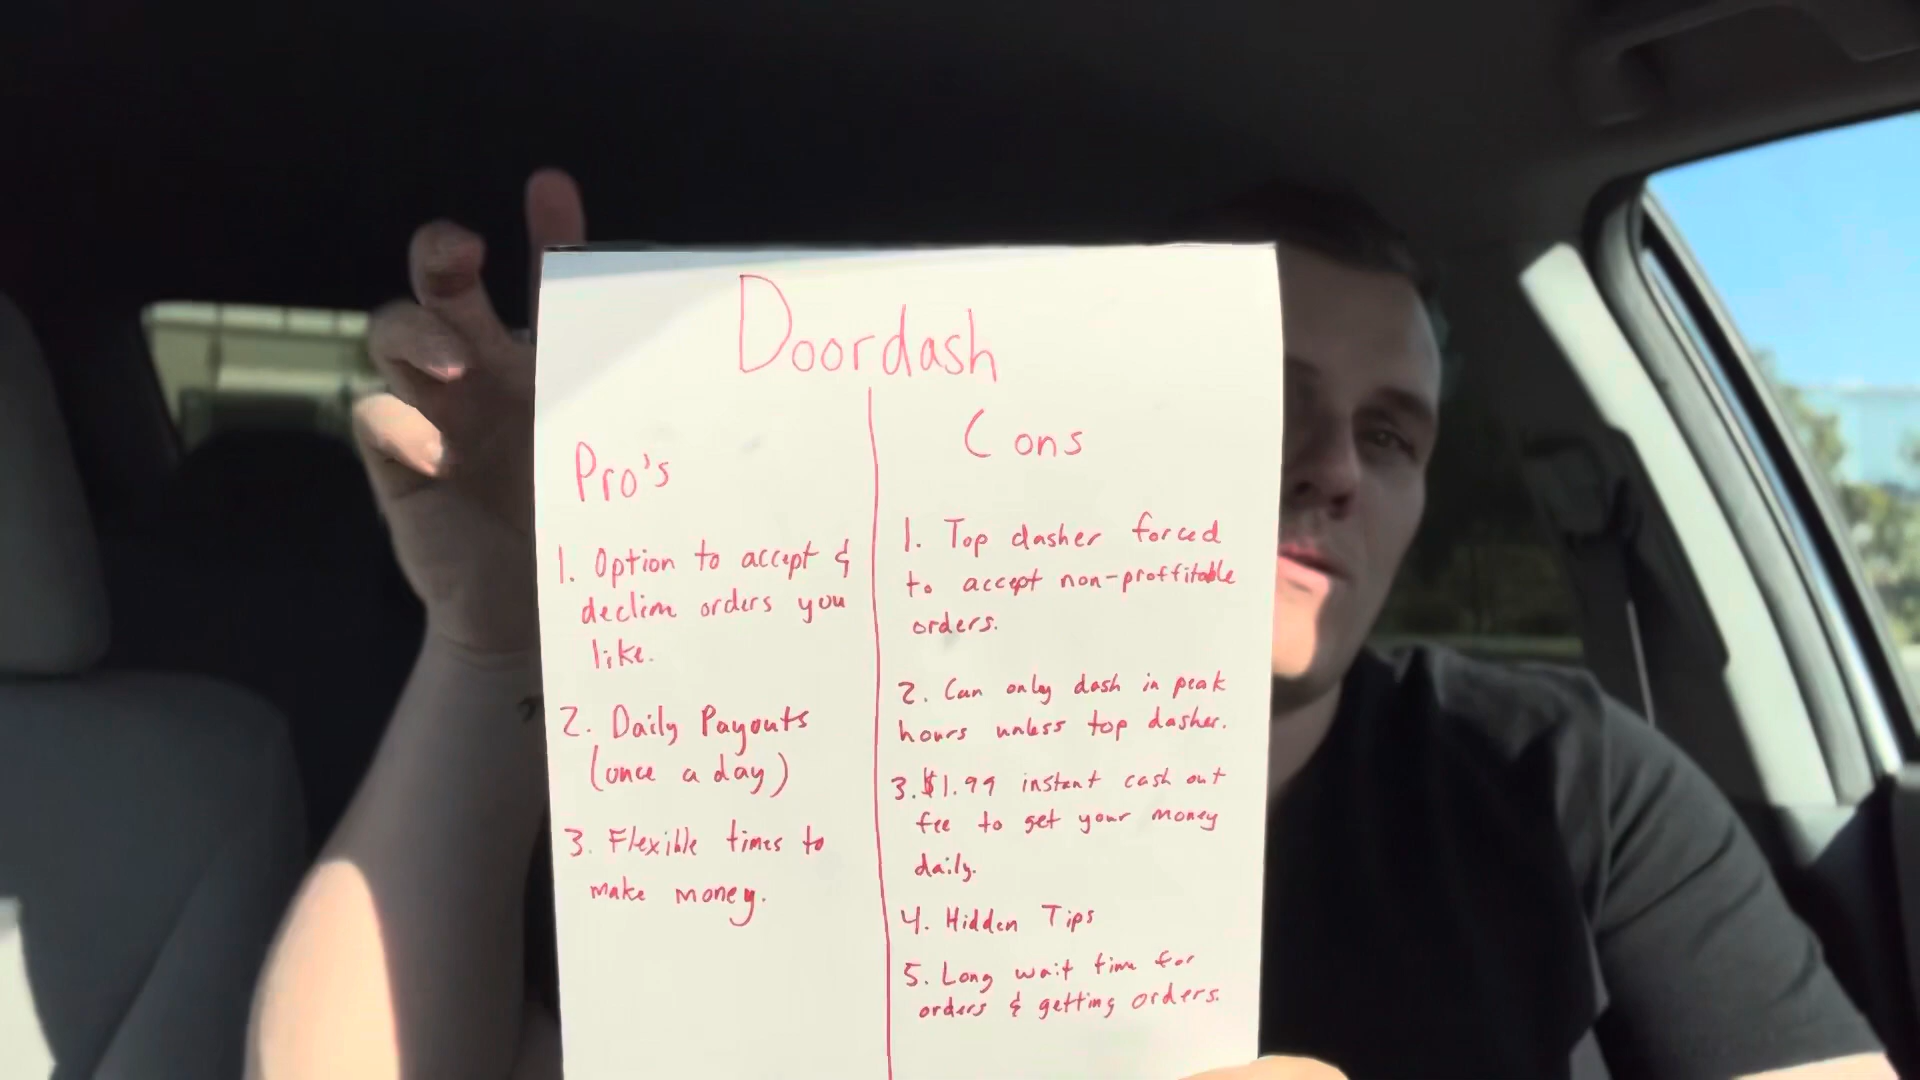 Doordash
Pro's
1. Option to accept &
declim orders you
like.
2. Daily Payouts
(once a day)
3. Flexible times to
make money.
Cons
1. Top dasher forced
to accept non-proffitable
orders.
2. Can only dash in peak
hours unless top dasher.
3. $1.99 instant cash out
fee to get your money
daily.
4. Hidden Tips
5. Long wait time for
orders & getting orders.